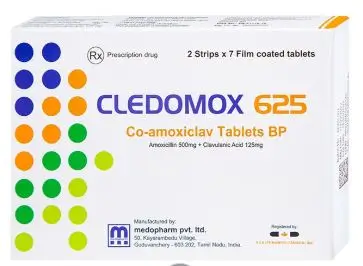 Rx Prescription drug
2 Strips x 7 Film coated tablets
CLEDOMOX 625
Co-amoxiclav Tablets BP
Amoxicillin 500mg + Clavulanic Acid 125mg
Manufactured by:
medopharm pvt. ltd.
50, Kayarambedu Village,
Guduvanchery - 603 202, Tamil Nadu, India.
Registered by